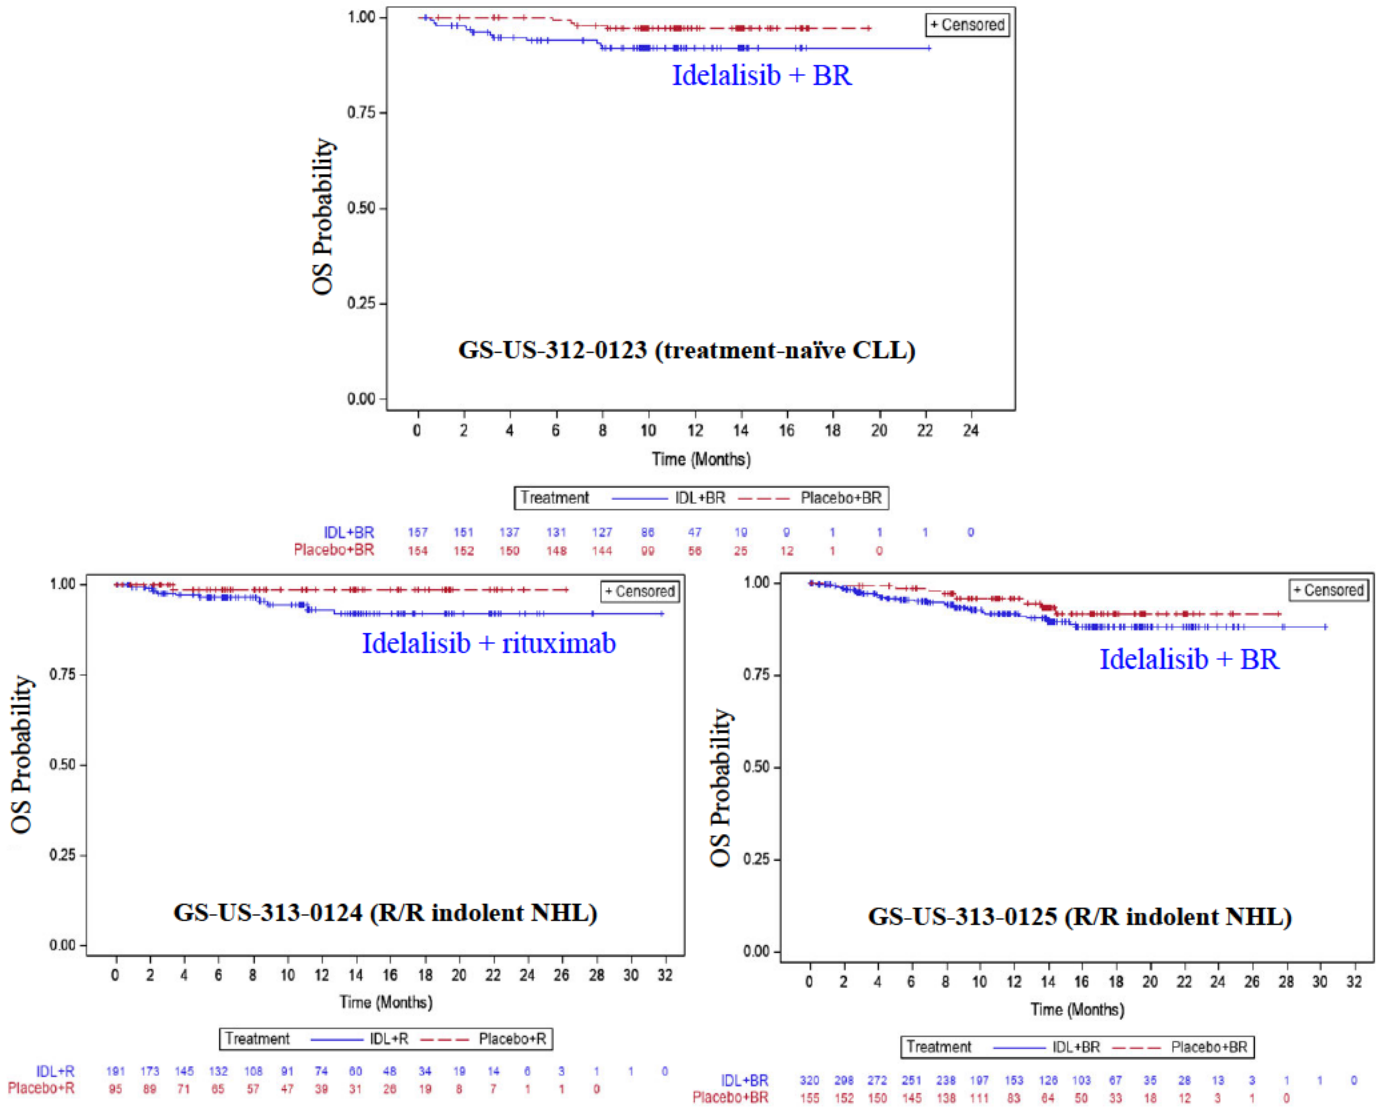 1.00
0.75
0.50
0.25
0.00
OS Probability
+ Censored
Idelalisib + BR
GS-US-312-0123 (treatment-naïve CLL)
0 2 4 6 8 10 12 14 16 18 20 22 24
Time (Months)
Treatment IDL+BR Placebo+BR
IDL+BR 157 151 137 131 127 86 47 19 9 1 1 1 0
Placebo+BR 154 152 150 148 144 99 56 25 12 1 0
1.00
0.75
0.50
0.25
0.00
OS Probability
+ Censored
Idelalisib + rituximab
GS-US-313-0124 (R/R indolent NHL)
0 2 4 6 8 10 12 14 16 18 20 22 24 26 28 30 32
Time (Months)
Treatment IDL+R Placebo+R
IDL+R 191 173 145 132 108 91 74 60 48 34 19 14 6 3 1 1 0
Placebo+R 95 89 71 65 57 47 39 31 26 19 8 7 1 1 0
1.00
0.75
0.50
0.25
0.00
OS Probability
+ Censored
Idelalisib + BR
GS-US-313-0125 (R/R indolent NHL)
0 2 4 6 8 10 12 14 16 18 20 22 24 26 28 30 32
Time (Months)
Treatment IDL+BR Placebo+BR
IDL+BR 320 298 272 251 238 197 153 126 103 67 35 28 13 3 1 1 0
Placebo+BR 155 152 150 145 138 111 83 64 50 33 18 12 3 1 0